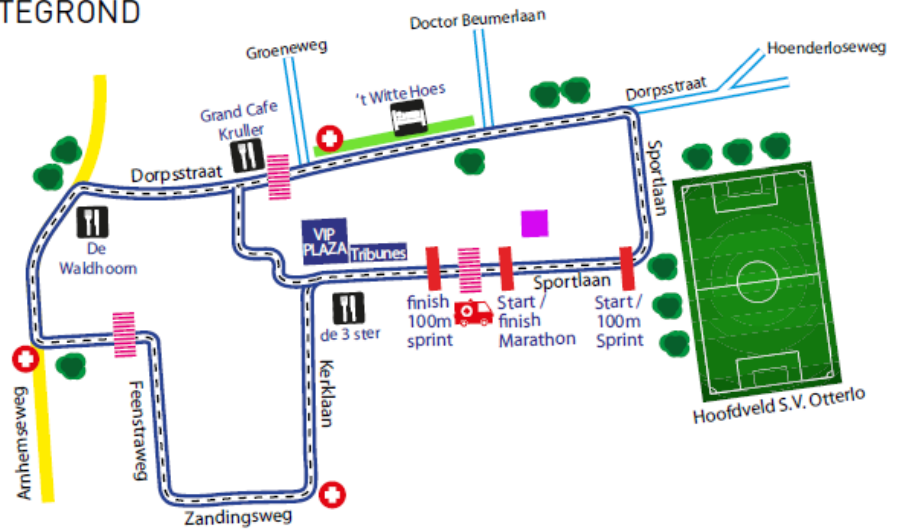 TEGROND
Doctor Beumerlaan
Groeneweg
Hoenderloseweg
Dorpsstraat
't Witte Hoes
Grand Cafe
Kruller
Dorpsstraat
Sportlaan
De
Waldhoorn
VIP
PLAZA
Tribunes
Sportlaan
finish
100m
sprint
Start /
finish
Marathon
Start /
100m
Sprint
de 3 ster
Kerklaan
Feenstraweg
Arnhemseweg
Hoofdveld S.V. Otterlo
Zandingsweg